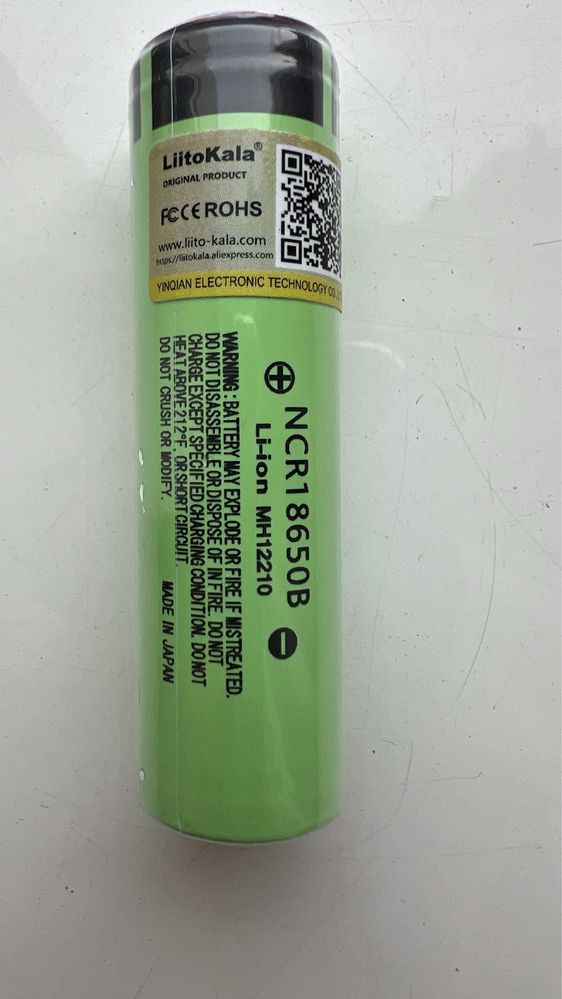 LiitoKala®
ORIGINAL PRODUCT
FC CE ROHS
www.liito-kala.com
https://liitokala.aliexpress.com
YINQIAN ELECTRONIC TECHNOLOGY CO.,
NCR18650B
Li-ion MH12210
WARNING : BATTERY MAY EXPLODE OR FIRE IF MISTREATED.
DO NOT DISASSEMBLE OR DISPOSE OF IN FIRE. DO NOT
CHARGE EXCEPT SPECIFIED CHARGING CONDITION. DO NOT
HEAT ABOVE 212°F. OR SHORT CIRCUIT.
DO NOT CRUSH OR MODIFY. MADE IN JAPAN